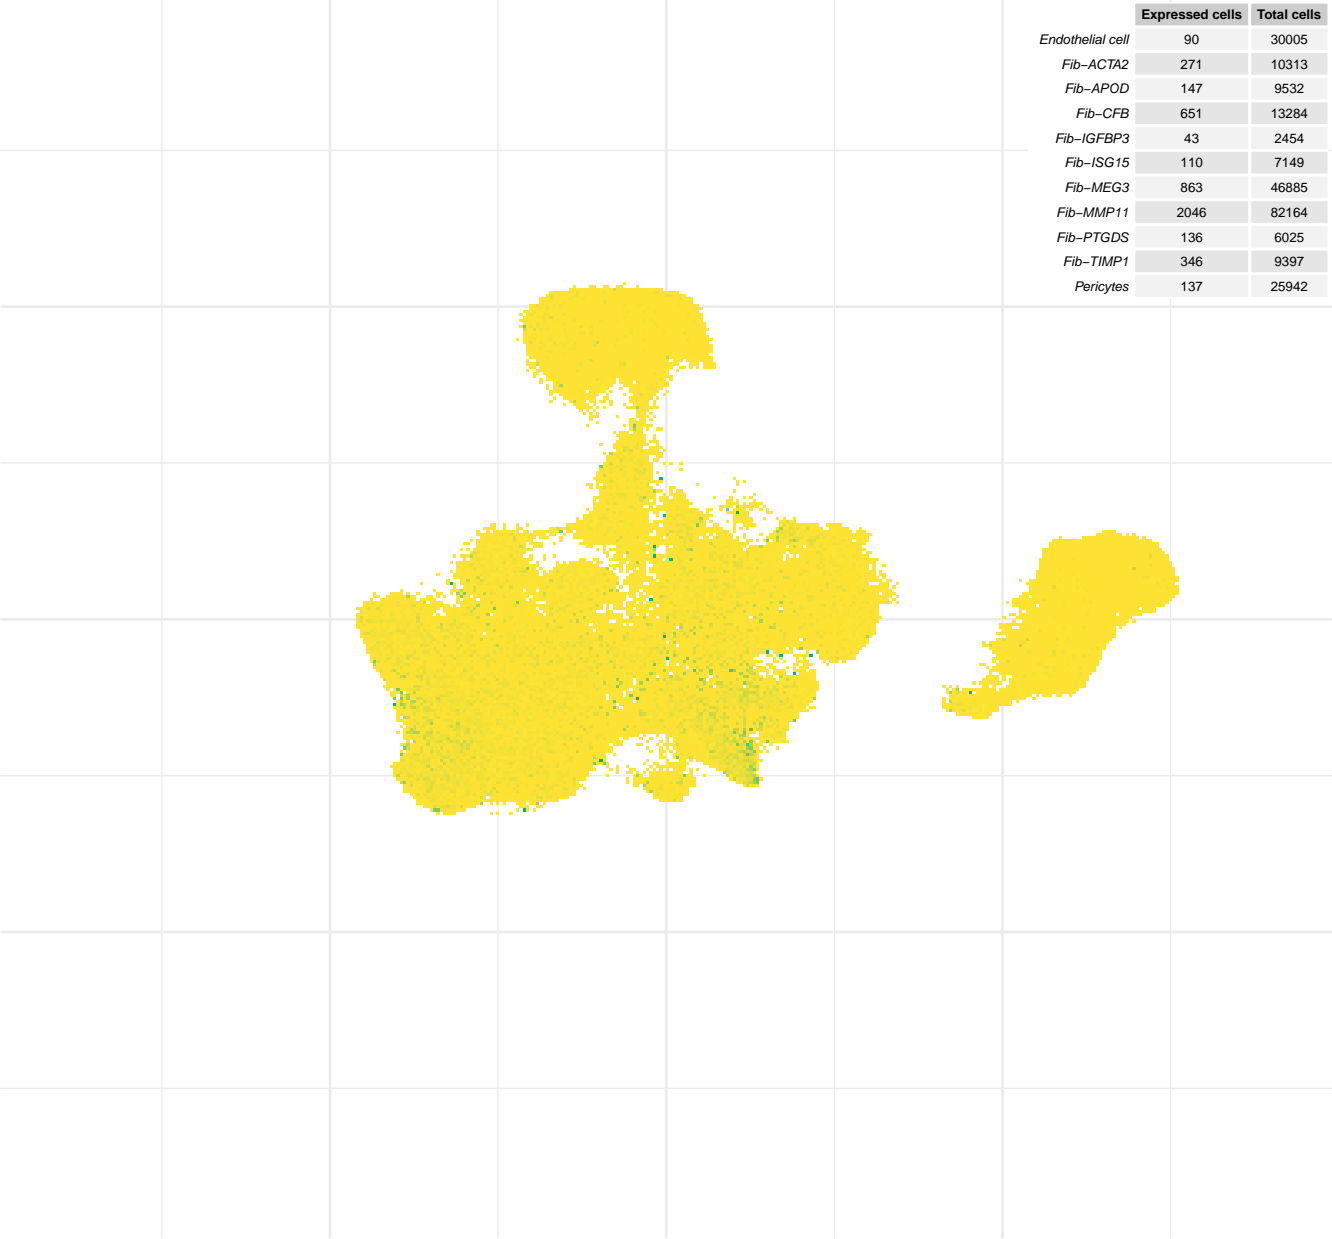 Expressed cells Total cells
Endothelial cell 90 30005
Fib−ACTA2 271 10313
Fib−APOD 147 9532
Fib−CFB 651 13284
Fib−IGFBP3 43 2454
Fib−ISG15 110 7149
Fib−MEG3 863 46885
Fib−MMP11 2046 82164
Fib−PTGDS 136 6025
Fib−TIMP1 346 9397
Pericytes 137 25942